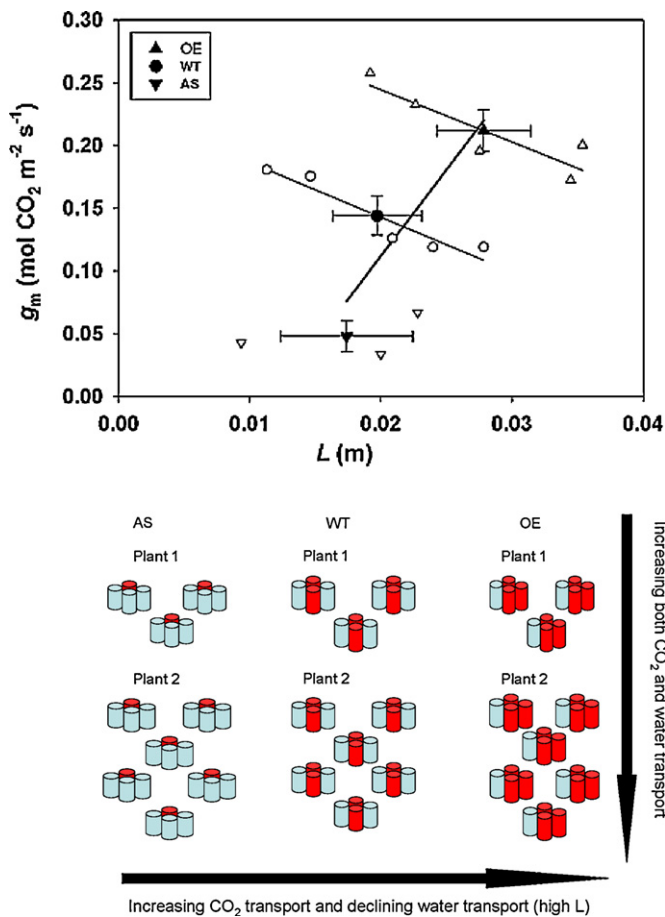 OE
WT
AS
0.30
0.25
0.20
0.15
0.10
0.05
0.00
gm (mol CO2 m-2 s-1)
0.00 0.01 0.02 0.03 0.04
L (m)
AS WT OE
Plant 1 Plant 1 Plant 1
Plant 2 Plant 2 Plant 2
Increasing both CO2 and water transport
Increasing CO2 transport and declining water transport (high L)